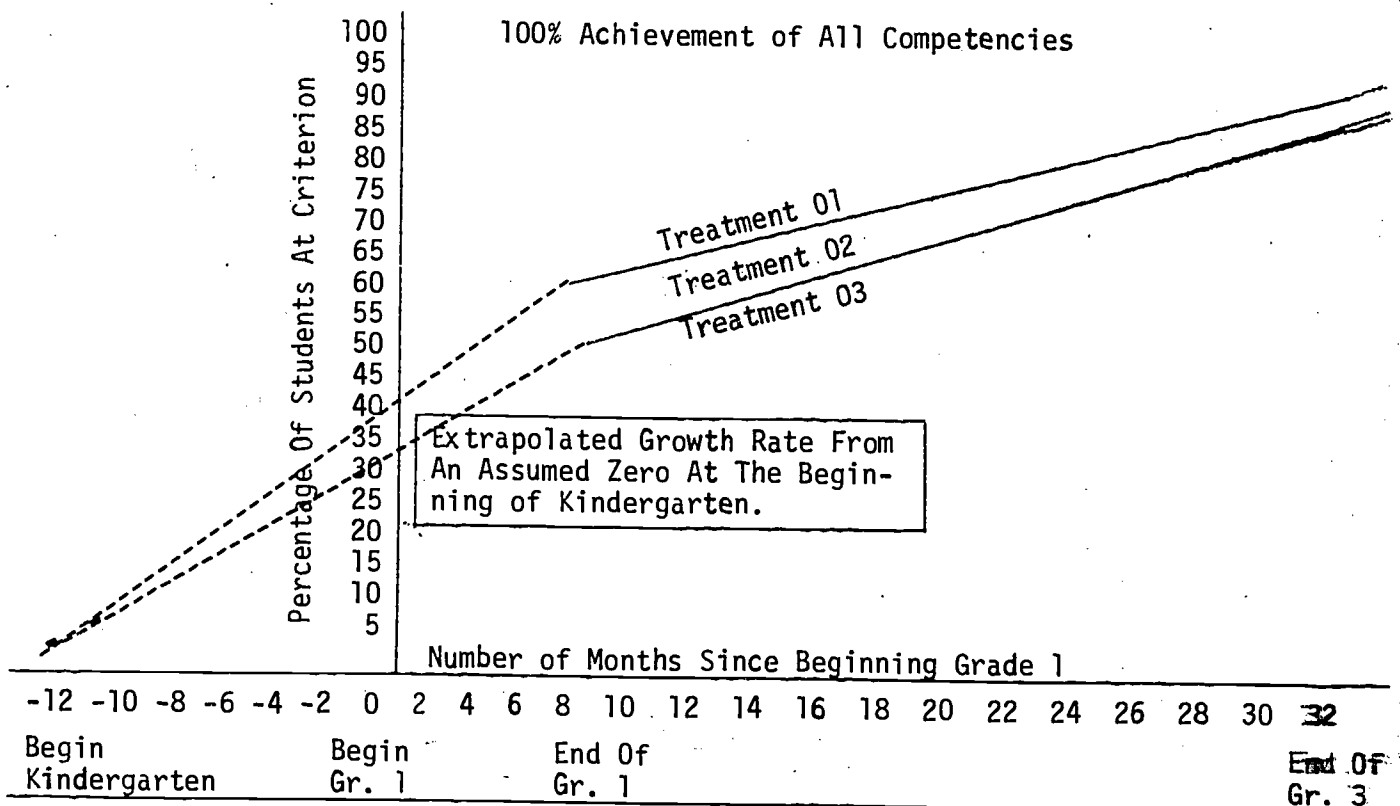 100% Achievement of All Competencies
Percentage Of Students At Criterion
100
95
90
85
80
75
70
65
60
55
50
45
40
35
30
25
20
15
10
5
Treatment 01
Treatment 02
Treatment 03
Extrapolated Growth Rate From
An Assumed Zero At The Begin-
ning of Kindergarten.
Number of Months Since Beginning Grade 1
-12 -10 -8 -6 -4 -2 0 2 4 6 8 10 12 14 16 18 20 22 24 26 28 30 32
Begin Kindergarten
Begin Gr. 1
End Of Gr. 1
End Of Gr. 3